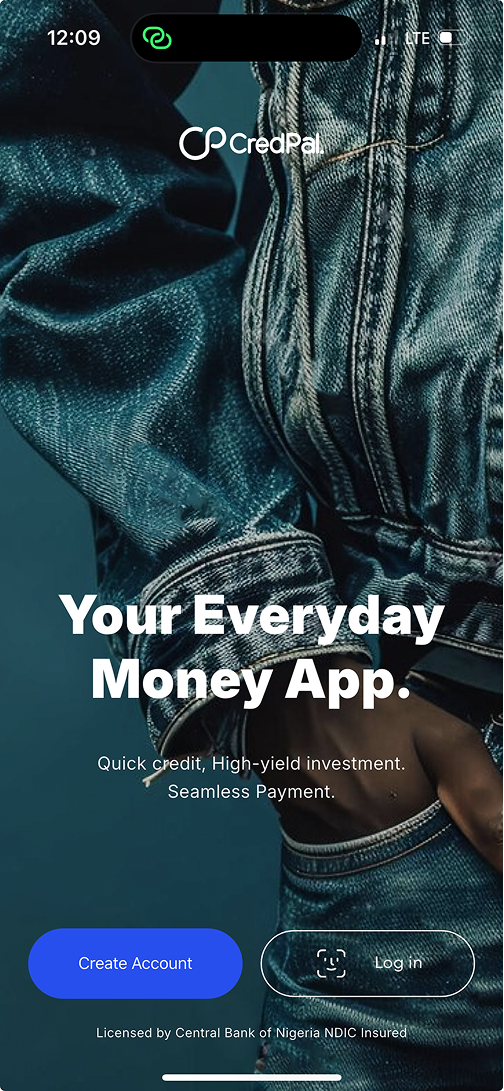 12:09
LTE
CP CredPal.
Your Everyday
Money App.
Quick credit, High-yield investment.
Seamless Payment.
Create Account
Log in
Licensed by Central Bank of Nigeria NDIC Insured